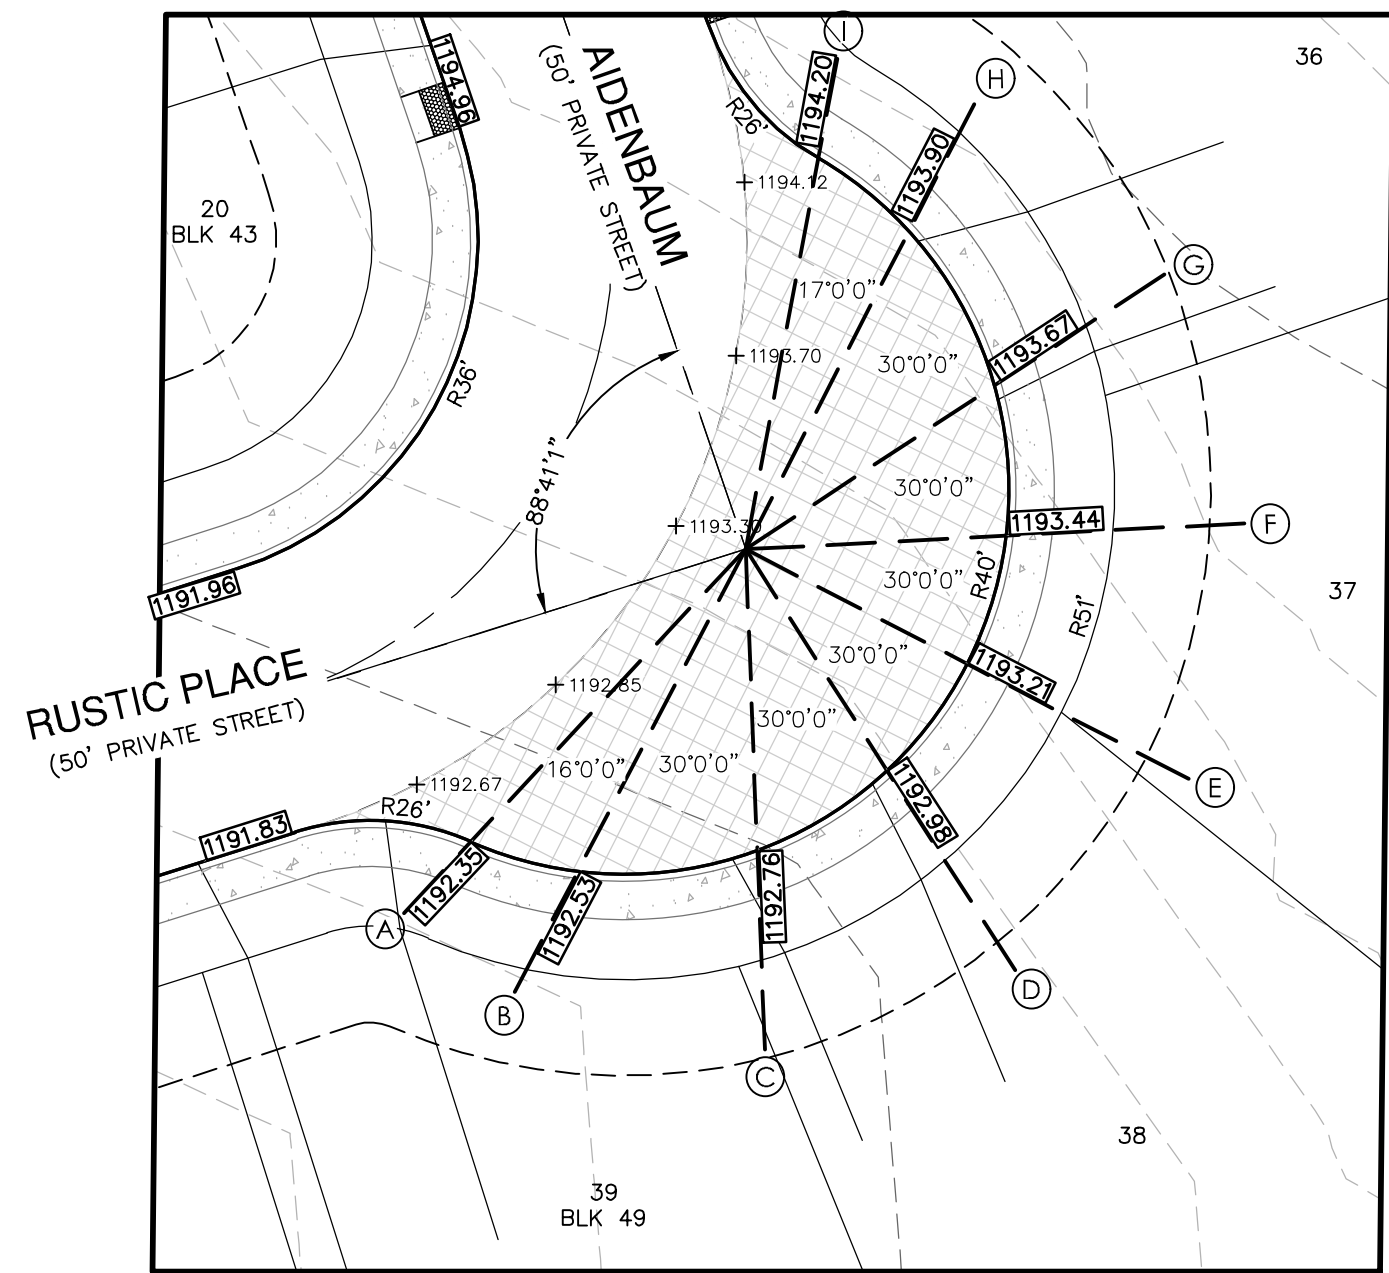 I
36
H
1194.96
AIDENBAUM
(50' PRIVATE STREET)
1194.20
R26'
1193.90
1194.12
20
BLK 43
G
17°0'0"
1193.67
1193.70
30°0'0"
R36'
88°41'1"
30°0'0"
1193.30
1193.44
F
30°0'0"
R40'
1191.96
37
R51'
30°0'0"
1193.21
RUSTIC PLACE
(50' PRIVATE STREET)
1192.85
30°0'0"
16°0'0"
30°0'0"
1192.67
E
R26'
1192.98
1191.83
1192.35
1192.53
1192.76
A
D
B
C
38
39
BLK 49